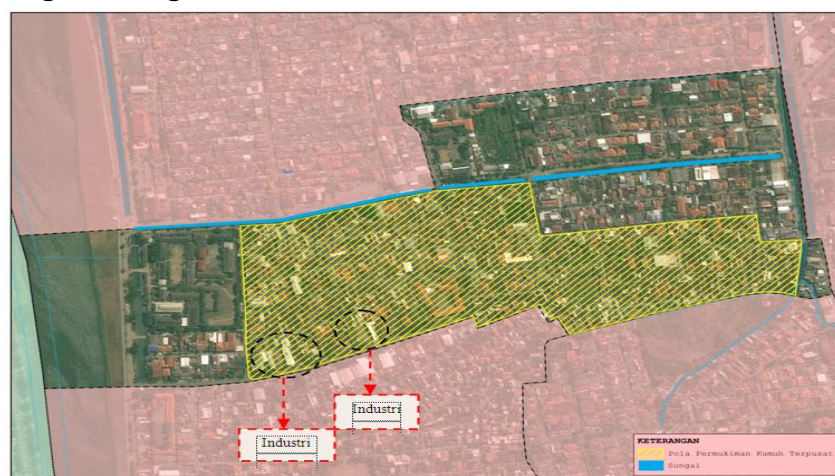 Industri
Industri
KETERANGAN
Pola Permukiman Kumuh Terpusat
Sungai